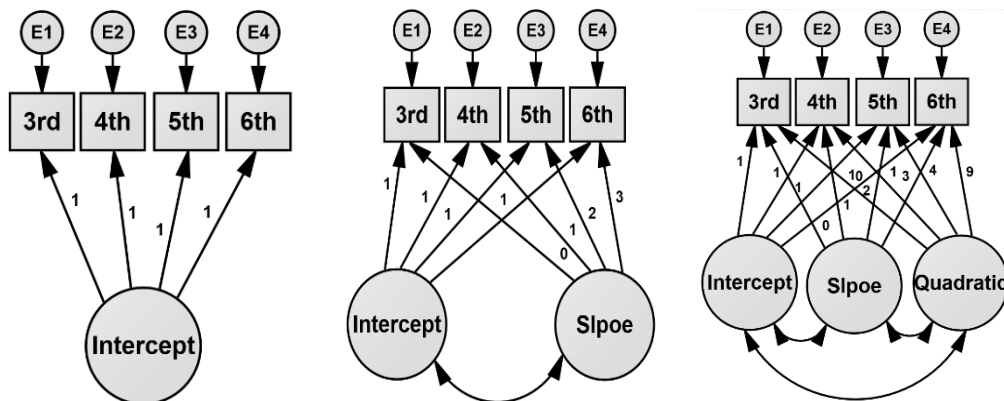 E1 E2 E3 E4
3rd 4th 5th 6th
1 1 1 1
Intercept
E1 E2 E3 E4
3rd 4th 5th 6th
1 1 1 1 0 1 2 3
Intercept Slpoe
E1 E2 E3 E4
3rd 4th 5th 6th
1 1 1 10 1 3 4 9
2
1
0
Intercept Slpoe Quadratic